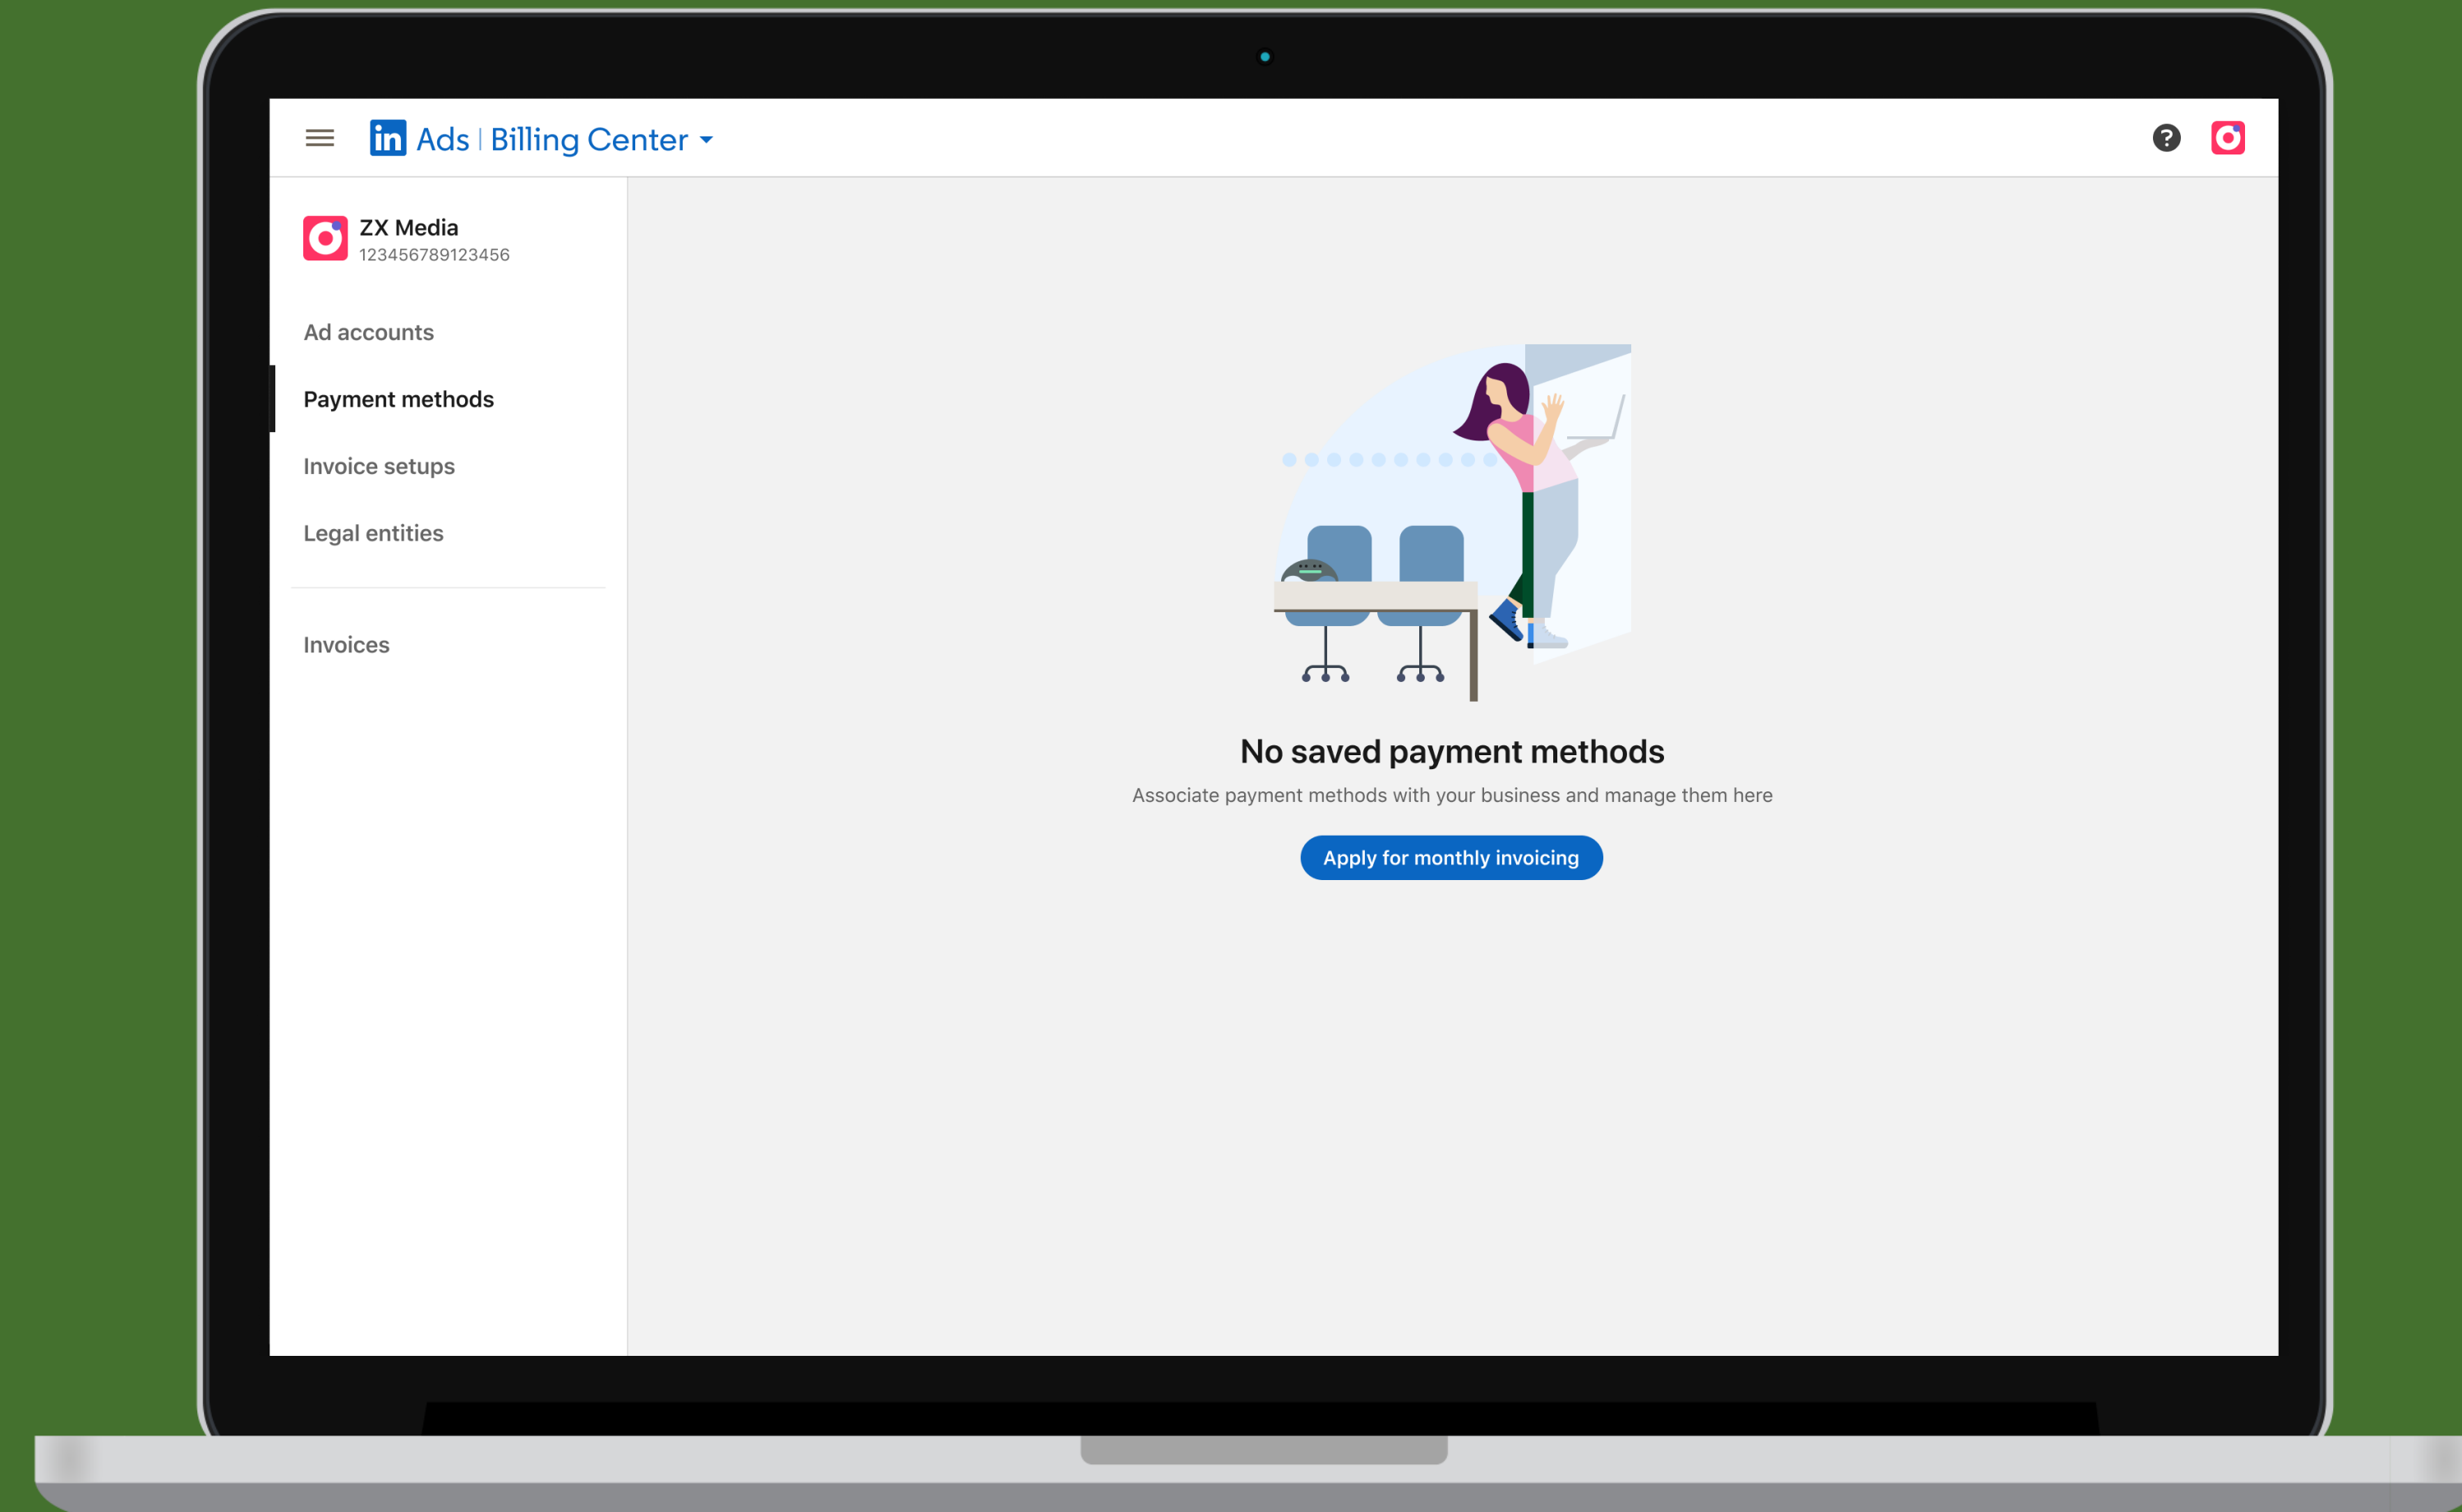 in Ads | Billing Center
?
ZX Media
123456789123456
Ad accounts
Payment methods
Invoice setups
Legal entities
Invoices
No saved payment methods
Associate payment methods with your business and manage them here
Apply for monthly invoicing